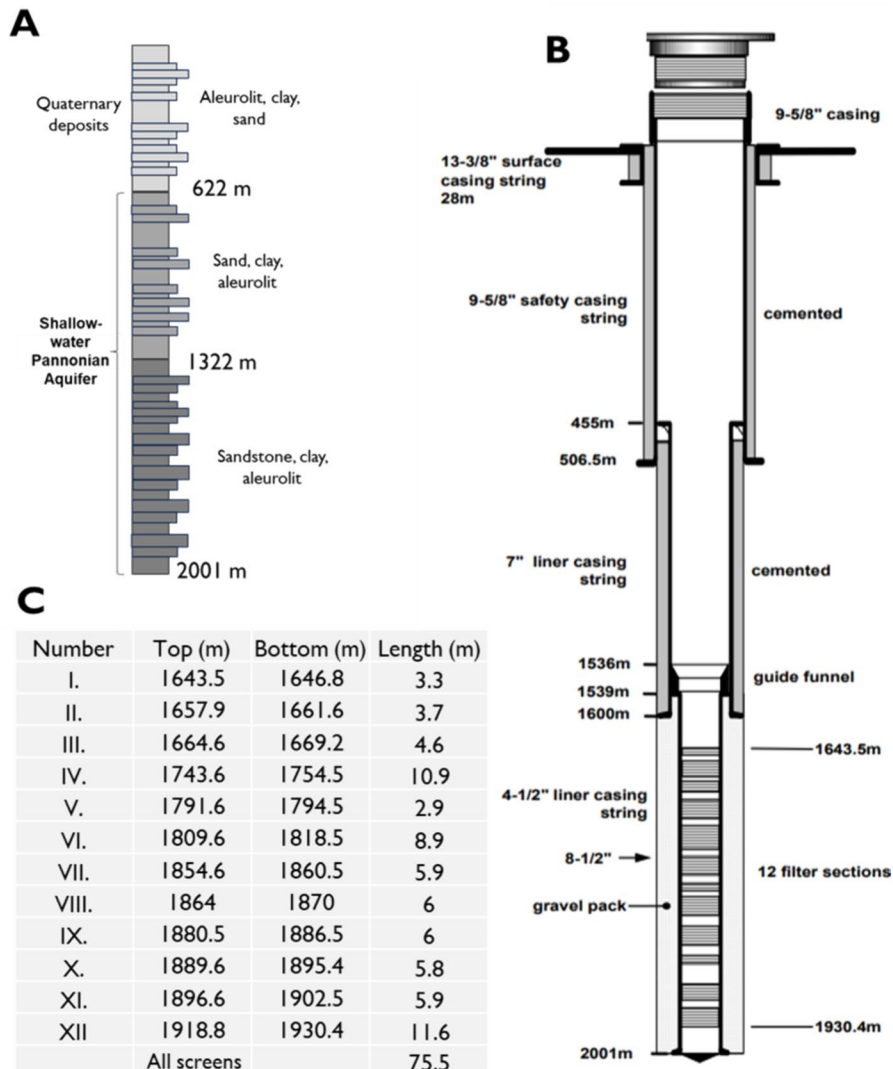 A
Quaternary
deposits
Aleurolit, clay,
sand
622 m
Sand, clay,
aleurolit
Shallow-
water
Pannonian
Aquifer
1322 m
Sandstone, clay,
aleurolit
2001 m
B
9-5/8" casing
13-3/8" surface
casing string
28m
9-5/8" safety casing
string
cemented
455m
506.5m
7" liner casing
string
cemented
1536m
guide funnel
1539m
1600m
1643.5m
4-1/2" liner casing
string
8-1/2"
12 filter sections
gravel pack
1930.4m
2001m
C
Number Top (m) Bottom (m) Length (m)
I. 1643.5 1646.8 3.3
II. 1657.9 1661.6 3.7
III. 1664.6 1669.2 4.6
IV. 1743.6 1754.5 10.9
V. 1791.6 1794.5 2.9
VI. 1809.6 1818.5 8.9
VII. 1854.6 1860.5 5.9
VIII. 1864 1870 6
IX. 1880.5 1886.5 6
X. 1889.6 1895.4 5.8
XI. 1896.6 1902.5 5.9
XII 1918.8 1930.4 11.6
All screens 75.5